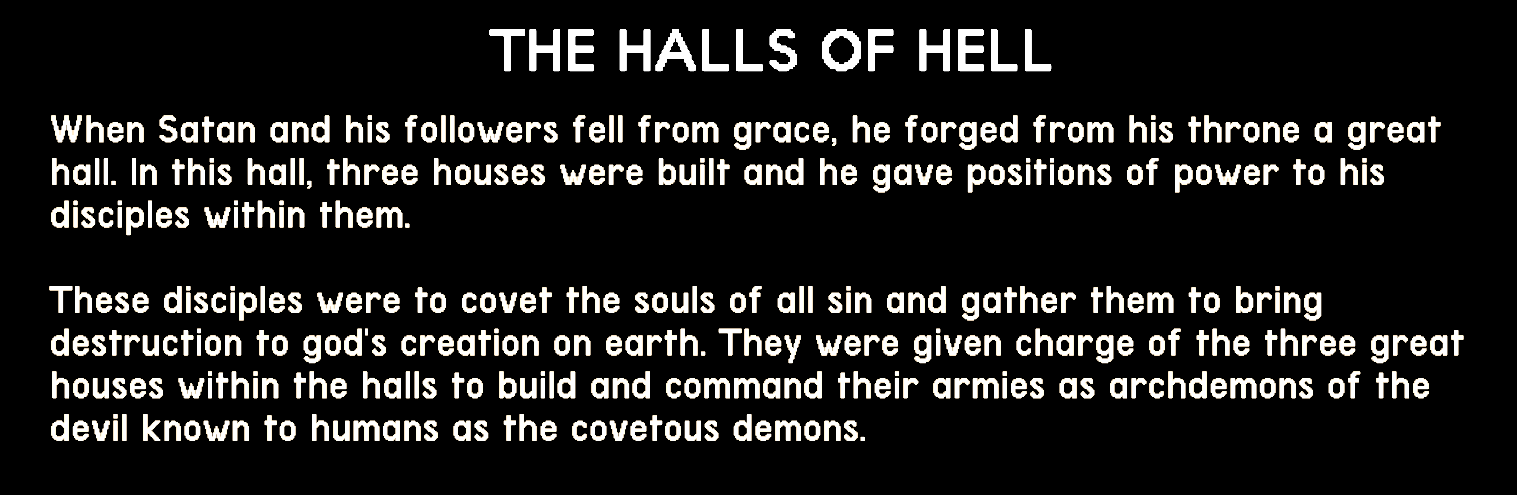 THE HALLS OF HELL
When Satan and his followers fell from grace, he forged from his throne a great
hall. In this hall, three houses were built and he gave positions of power to his
disciples within them.
These disciples were to covet the souls of all sin and gather them to bring
destruction to god's creation on earth. They were given charge of the three great
houses within the halls to build and command their armies as archdemons of the
devil known to humans as the covetous demons.